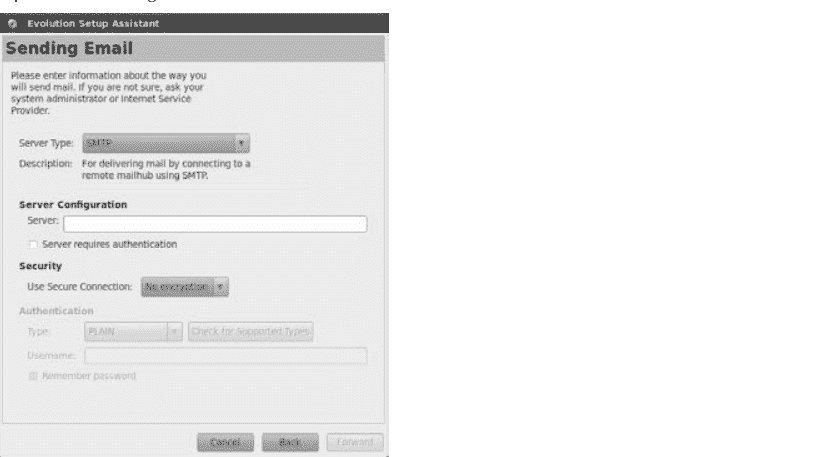 Evolution Setup Assistant
Sending Email
Please enter information about the way you
will send mail. If you are not sure, ask your
system administrator or Internet Service
Provider.
Server Type: SMTP
Description: For delivering mail by connecting to a
remote mailhub using SMTP.
Server Configuration
Server:
Server requires authentication
Security
Use Secure Connection: No encryption
Authentication
Type: PLAIN Check for Supported Types
Username:
Remember password
Cancel Back Forward